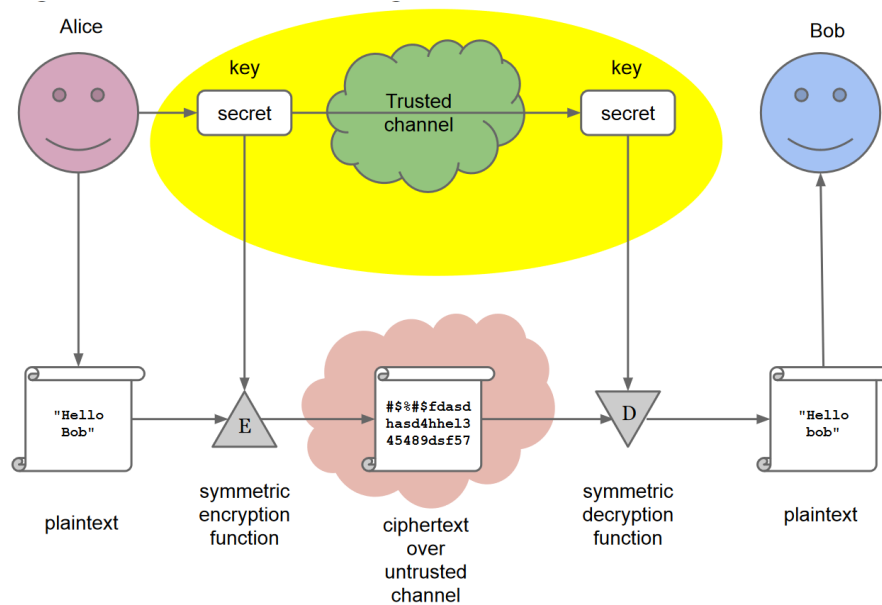 Alice
Bob
key
key
secret
Trusted
channel
secret
"Hello
Bob"
E
#$%#$fdasd
hasd4hhel3
45489dsf57
D
"Hello
bob"
plaintext
symmetric
encryption
function
ciphertext
over
untrusted
channel
symmetric
decryption
function
plaintext